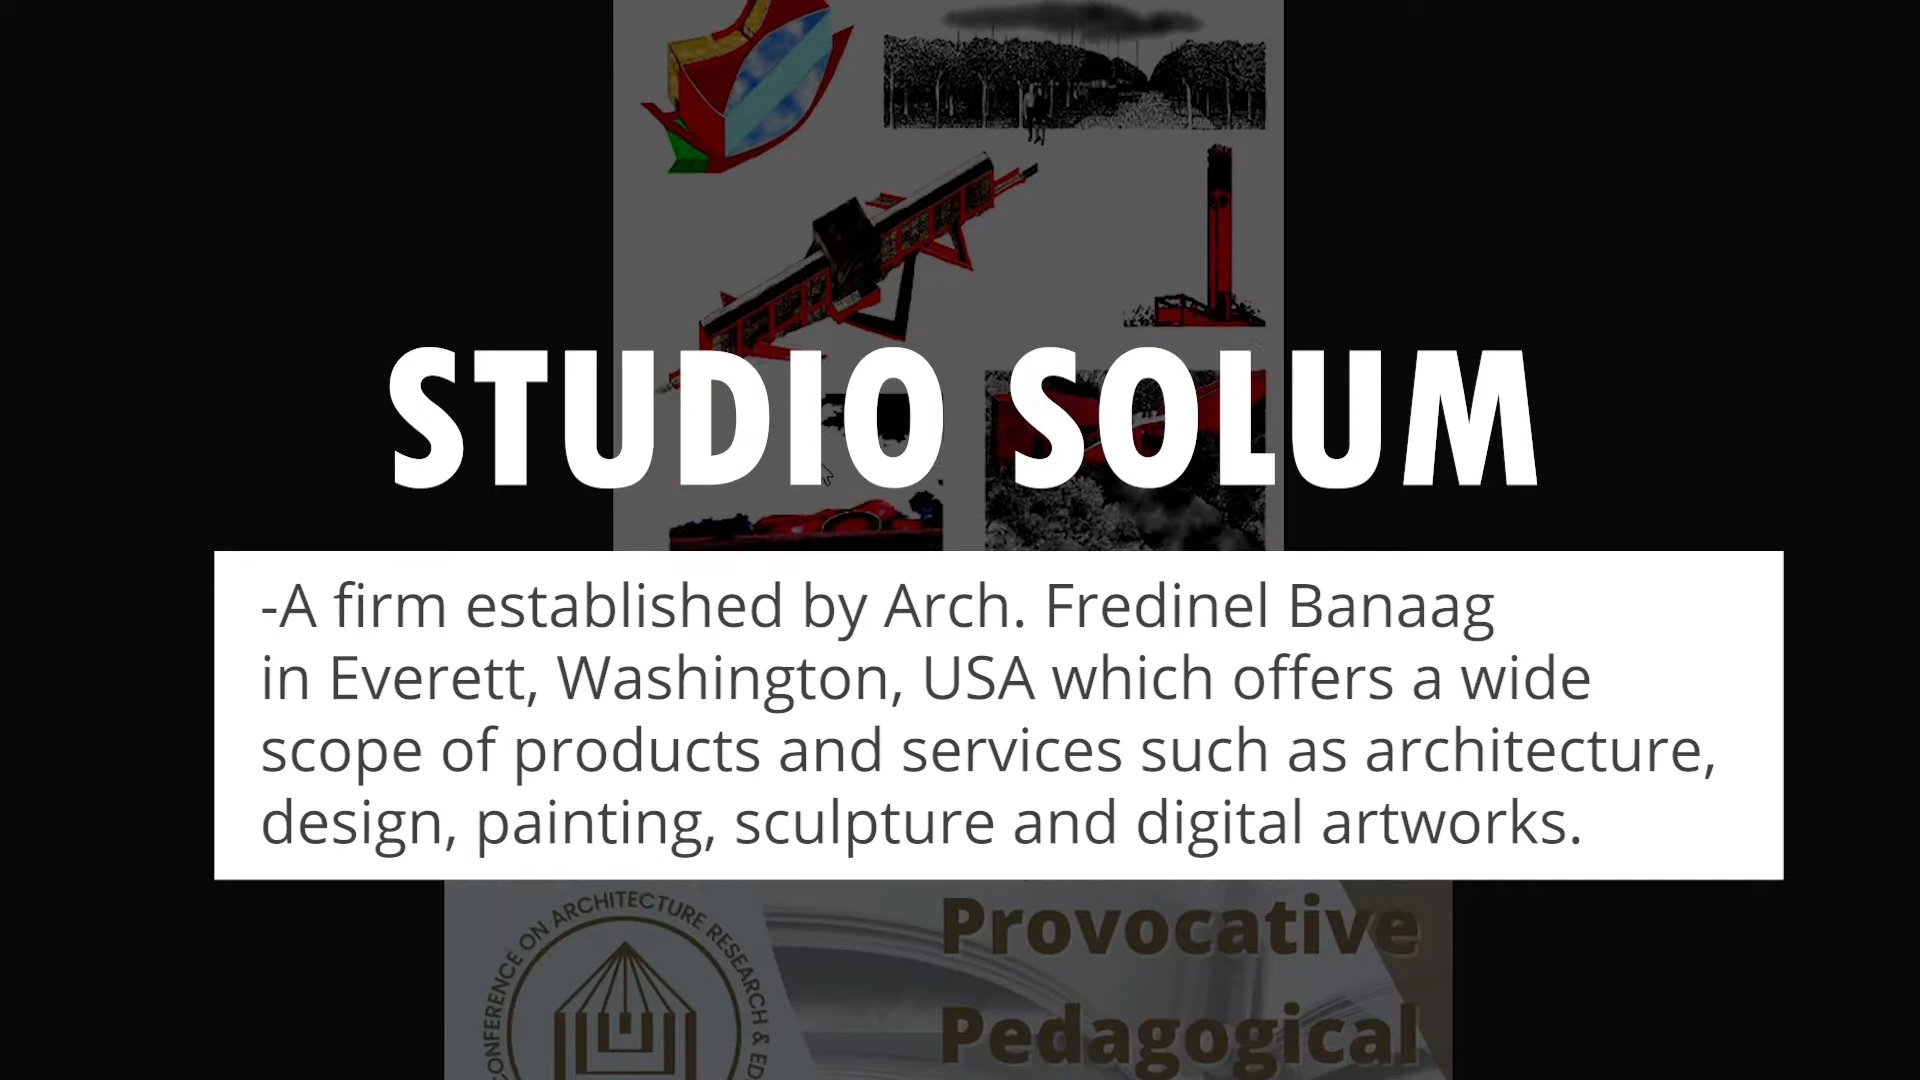 STUDIO SOLUM
-A firm established by Arch. Fredinel Banaag
in Everett, Washington, USA which offers a wide
scope of products and services such as architecture,
design, painting, sculpture and digital artworks.
CONFERENCE ON ARCHITECTURE RESEARCH & ED
Provocative
Pedagogical